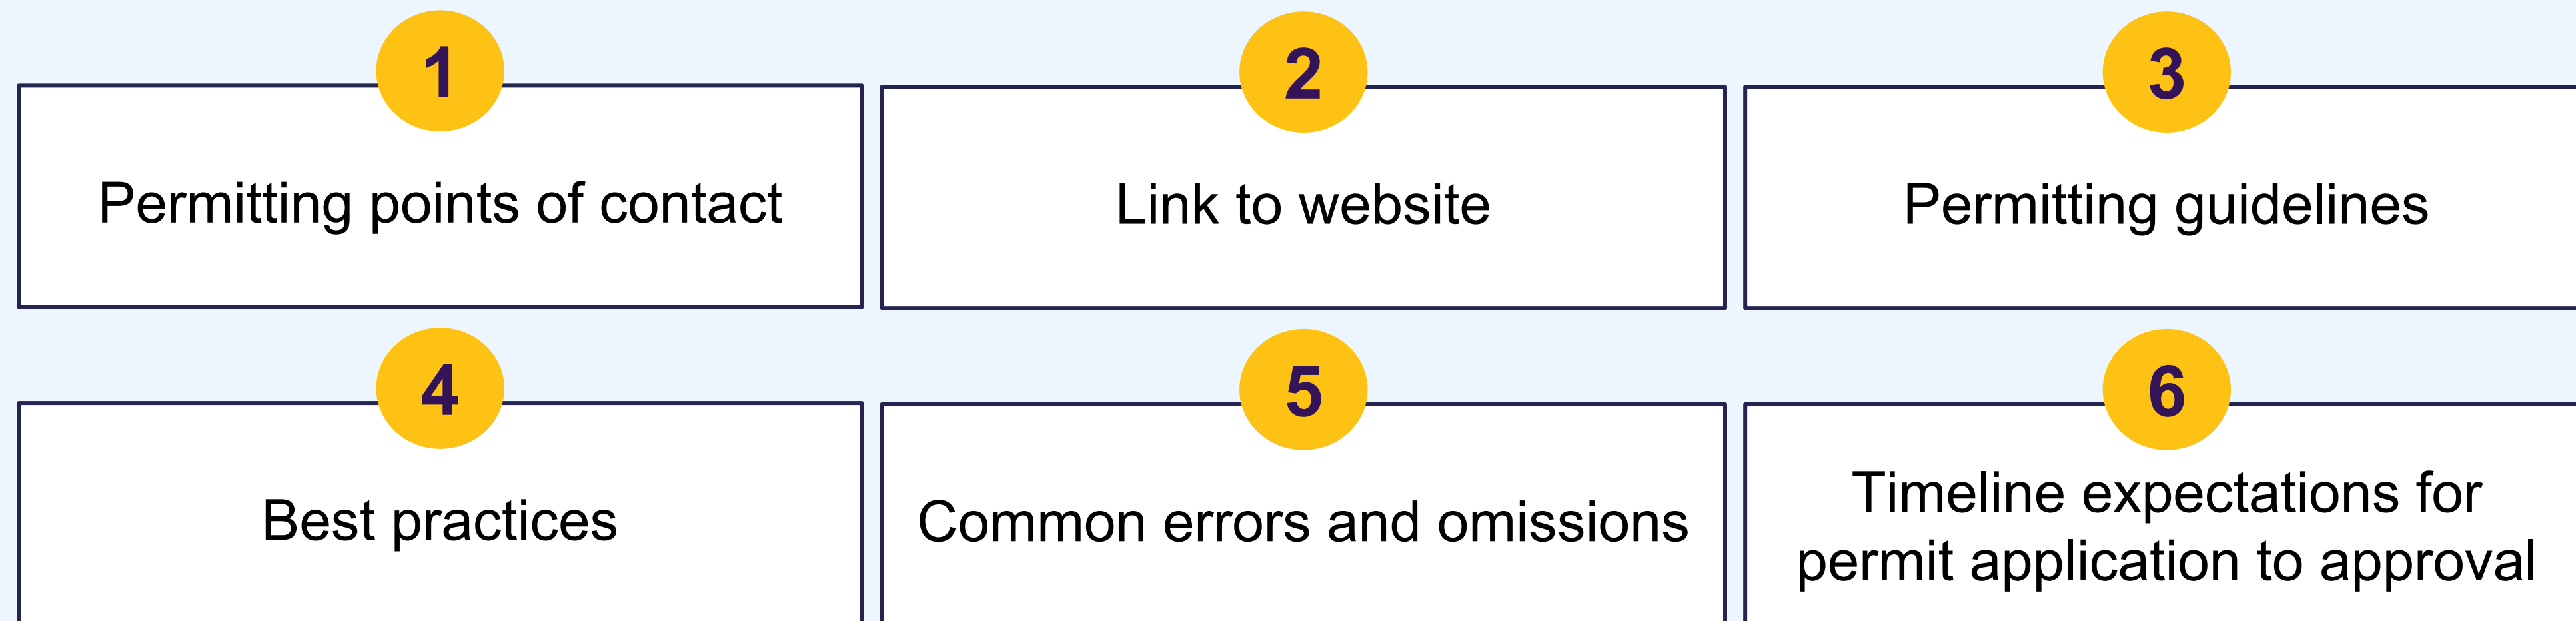 1
Permitting points of contact
2
Link to website
3
Permitting guidelines
4
Best practices
5
Common errors and omissions
6
Timeline expectations for
permit application to approval